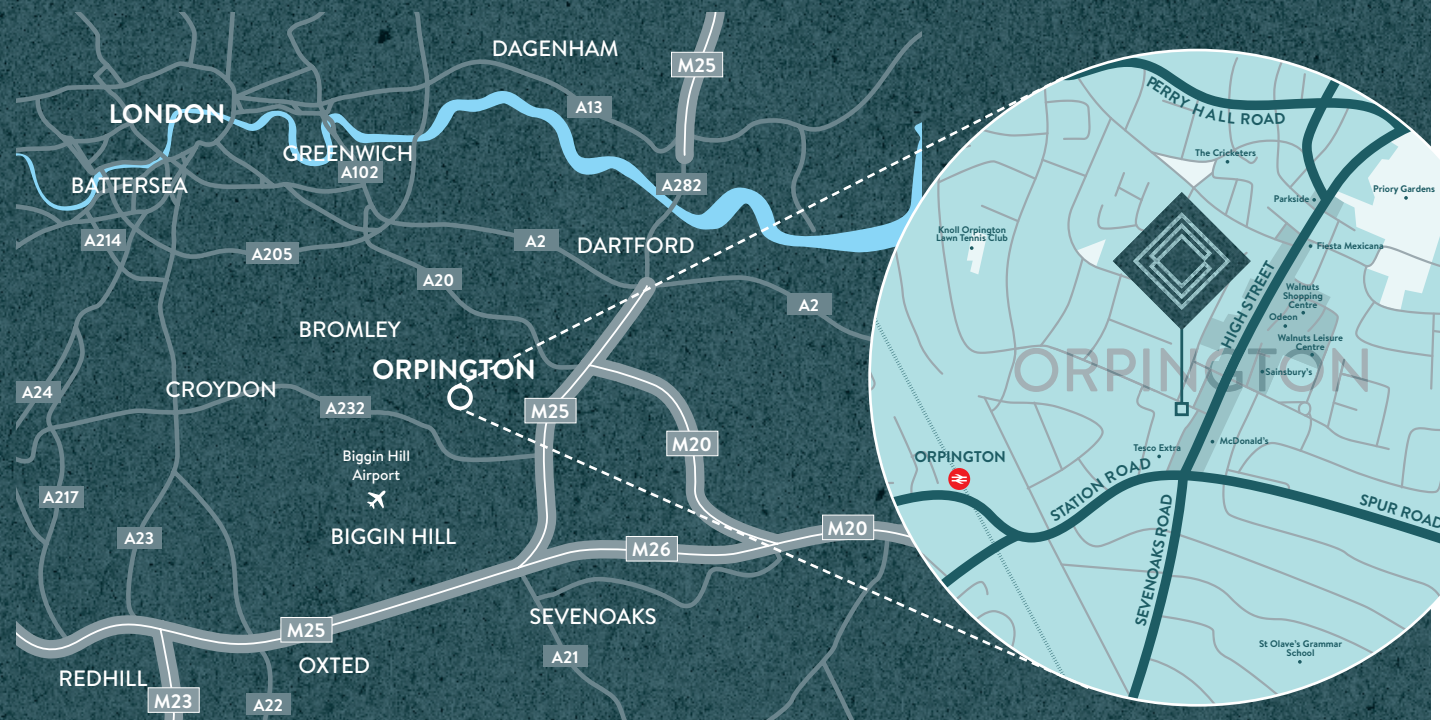 DAGENHAM
M25
A13
LONDON
GREENWICH
A102
BATTERSEA
A282
A214
A205
A2
DARTFORD
A20
A2
BROMLEY
ORPINGTON
A24
CROYDON
A232
M25
M20
Biggin Hill
Airport
A217
BIGGIN HILL
A23
M26
M20
SEVENOAKS
M25
A21
OXTED
REDHILL
M23
A22
PERRY HALL ROAD
The Cricketers
Priory Gardens
Parkside
Knoll Orpington
Lawn Tennis Club
Fiesta Mexicana
HIGH STREET
Walnuts
Shopping
Centre
Odeon
Walnuts Leisure
Centre
ORPINGTON
Sainsbury's
McDonald's
Tesco Extra
ORPINGTON
STATION ROAD
SPUR ROAD
SEVENOAKS ROAD
St Olave's Grammar
School